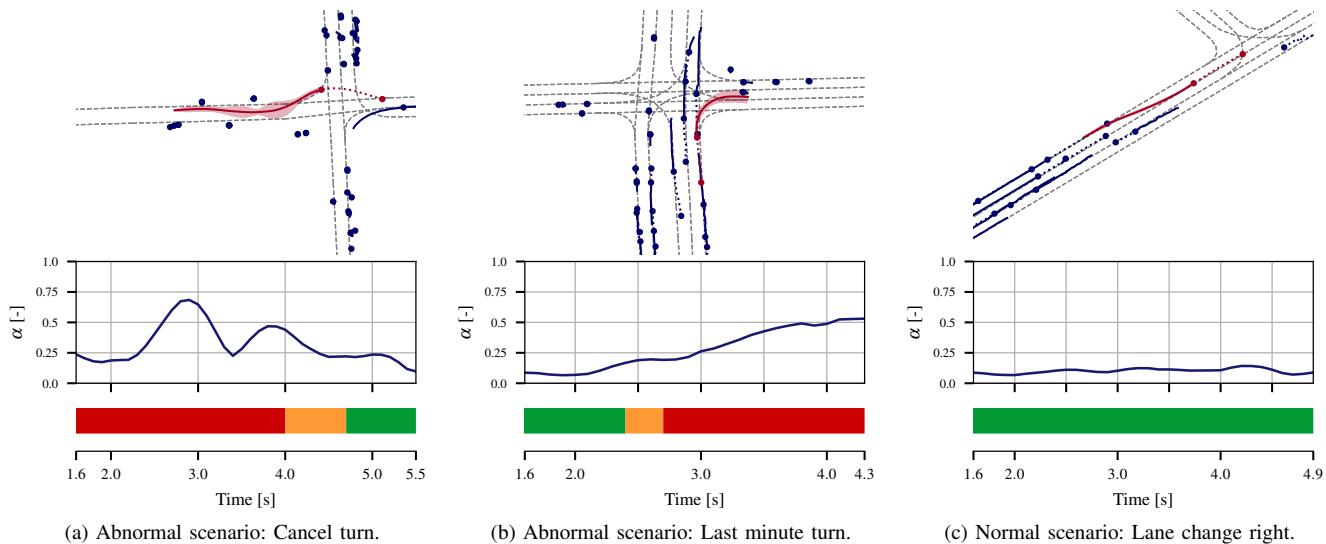 1.0
0.75
0.5
0.25
0.0
α [-]
1.6 2.0 3.0 4.0 5.0 5.5
Time [s]
(a) Abnormal scenario: Cancel turn.
1.0
0.75
0.5
0.25
0.0
α [-]
1.6 2.0 3.0 4.0 4.3
Time [s]
(b) Abnormal scenario: Last minute turn.
1.0
0.75
0.5
0.25
0.0
α [-]
1.6 2.0 3.0 4.0 4.9
Time [s]
(c) Normal scenario: Lane change right.